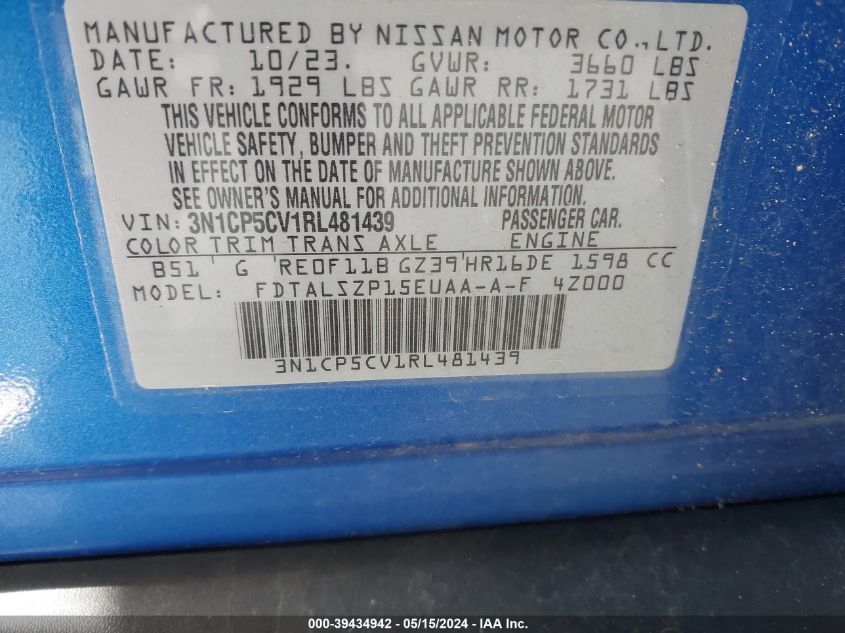 MANUFACTURED BY NISSAN MOTOR CO., LTD.
DATE: 10/23. GVWR: 3660 LBS
GAWR FR: 1929 LBS GAWR RR: 1731 LBS
THIS VEHICLE CONFORMS TO ALL APPLICABLE FEDERAL MOTOR
VEHICLE SAFETY, BUMPER AND THEFT PREVENTION STANDARDS
IN EFFECT ON THE DATE OF MANUFACTURE SHOWN ABOVE.
SEE OWNER'S MANUAL FOR ADDITIONAL INFORMATION.
VIN: 3N1CP5CV1RL481439 PASSENGER CAR.
COLOR TRIM TRANS AXLE ENGINE
B51 G RE0F11B GZ39 HR16DE 1598 CC
MODEL: FDTALSZP15EUAA-A-F 4Z000
3N1CP5CV1RL481439
000-39434942 - 05/15/2024 - IAA Inc.